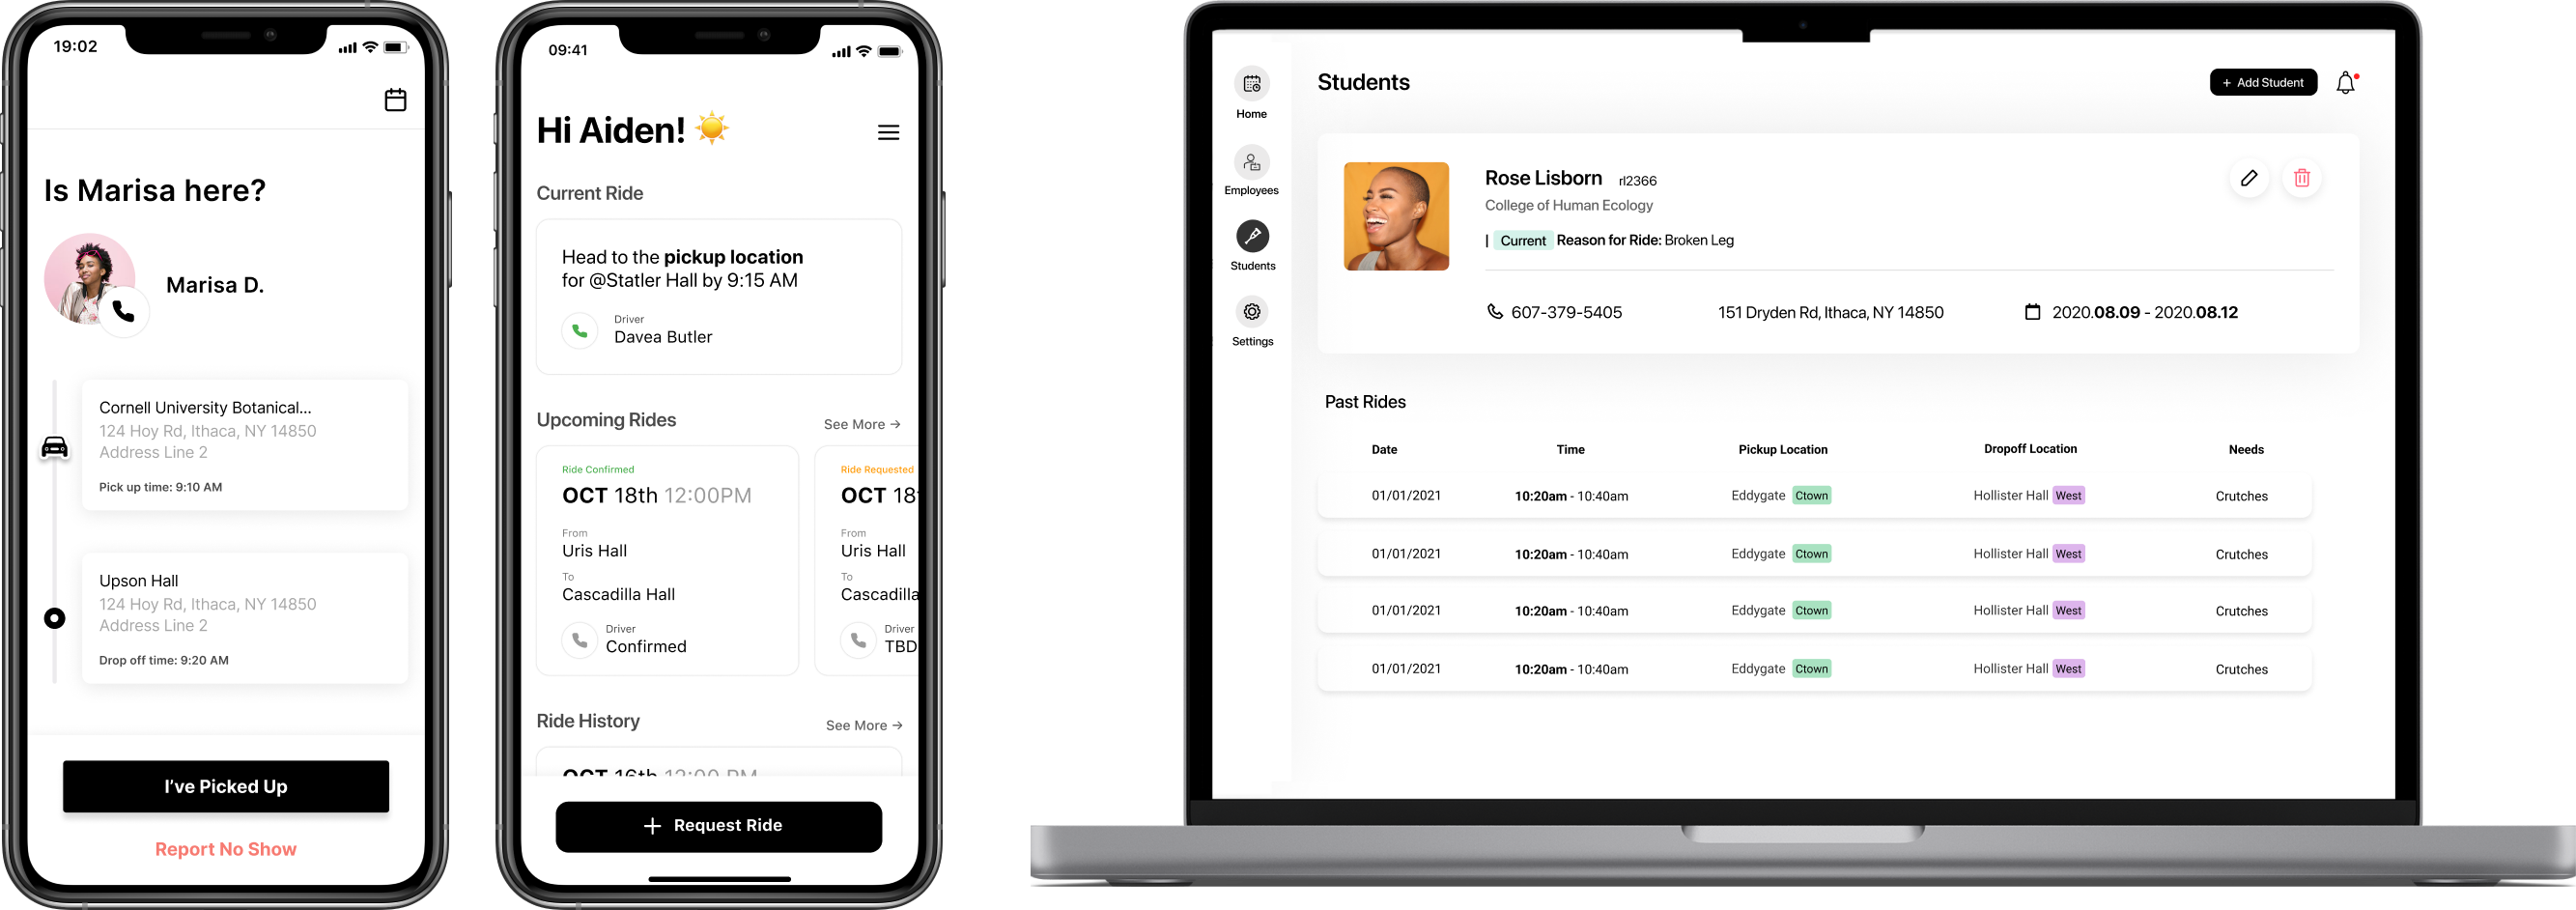 19:02
Is Marisa here?
Marisa D.
Cornell University Botanical...
124 Hoy Rd, Ithaca, NY 14850
Address Line 2
Pick up time: 9:10 AM
Upson Hall
124 Hoy Rd, Ithaca, NY 14850
Address Line 2
Drop off time: 9:20 AM
I've Picked Up
Report No Show
09:41
Hi Aiden!
Current Ride
Head to the pickup location
for @Statler Hall by 9:15 AM
Driver
Davea Butler
Upcoming Rides
See More →
Ride Confirmed
OCT 18th 12:00PM
From
Uris Hall
To
Cascadilla Hall
Driver
Confirmed
Ride Requested
OCT 18
From
Uris Hall
To
Cascadilla
Driver
TBD
Ride History
See More →
OCT 16th 12:00 PM
+ Request Ride
Home
Employees
Students
Settings
Students
+ Add Student
Rose Lisborn rl2366
College of Human Ecology
| Current Reason for Ride: Broken Leg
607-379-5405 151 Dryden Rd, Ithaca, NY 14850 2020.08.09 - 2020.08.12
Past Rides
Date Time Pickup Location Dropoff Location Needs
01/01/2021 10:20am - 10:40am Eddygate Ctown Hollister Hall West Crutches
01/01/2021 10:20am - 10:40am Eddygate Ctown Hollister Hall West Crutches
01/01/2021 10:20am - 10:40am Eddygate Ctown Hollister Hall West Crutches
01/01/2021 10:20am - 10:40am Eddygate Ctown Hollister Hall West Crutches